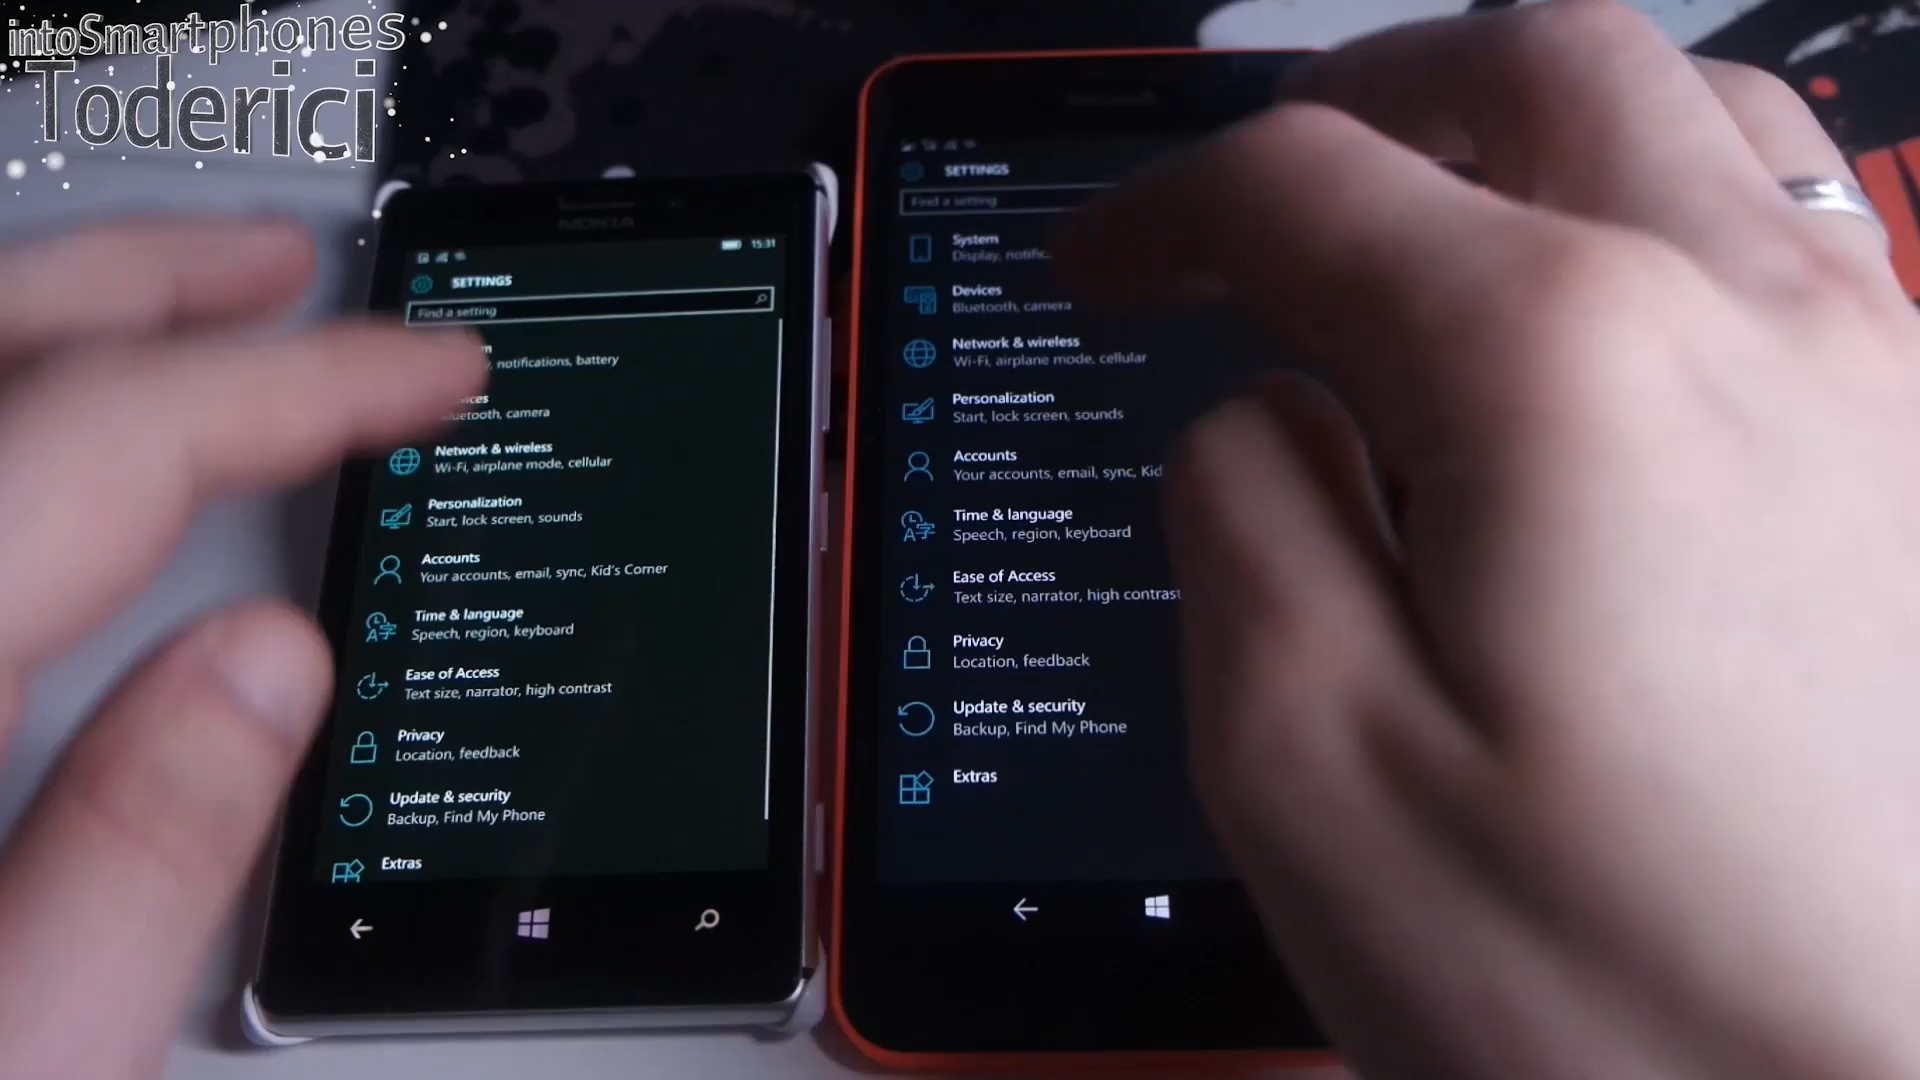 intoSmartphones
Toderici
NOKIA
15:31
SETTINGS
Find a setting
notifications, battery
Bluetooth, camera
Network & wireless
Wi-Fi, airplane mode, cellular
Personalization
Start, lock screen, sounds
Accounts
Your accounts, email, sync, Kid's Corner
Time & language
Speech, region, keyboard
Ease of Access
Text size, narrator, high contrast
Privacy
Location, feedback
Update & security
Backup, Find My Phone
Extras
SETTINGS
Find a setting
System
Display, notific
Devices
Bluetooth, camera
Network & wireless
Wi-Fi, airplane mode, cellular
Personalization
Start, lock screen, sounds
Accounts
Your accounts, email, sync, Kid
Time & language
Speech, region, keyboard
Ease of Access
Text size, narrator, high contrast
Privacy
Location, feedback
Update & security
Backup, Find My Phone
Extras